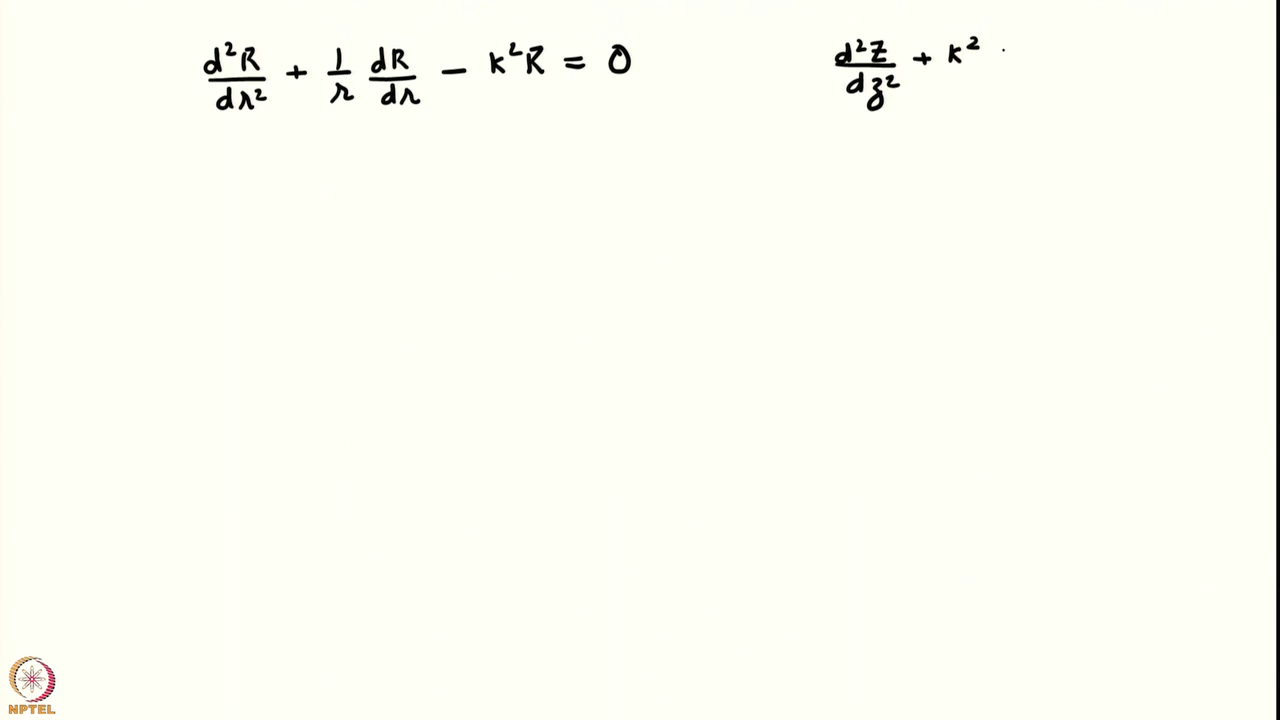 d²R/dr² + 1/r dR/dr − k²R = 0
d²Z/dz² + k²
NPTEL